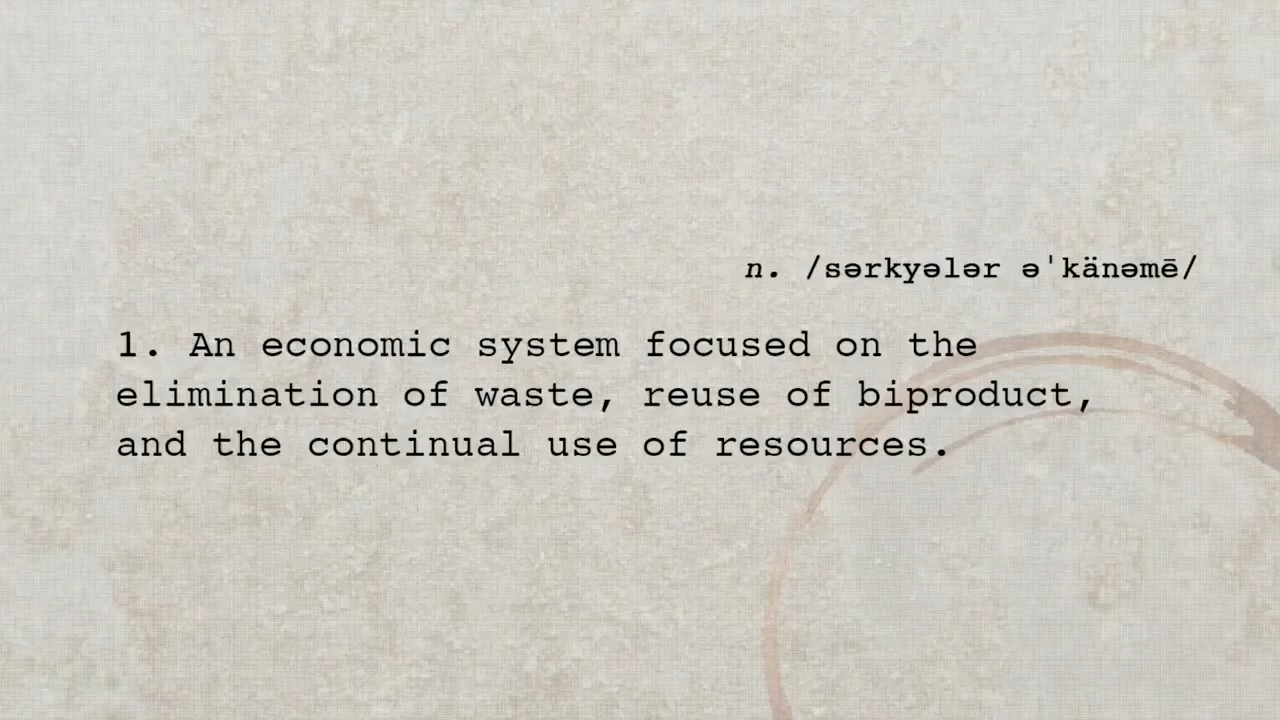 n. /sərkyələr əˈkänəmē/
1. An economic system focused on the
elimination of waste, reuse of biproduct,
and the continual use of resources.